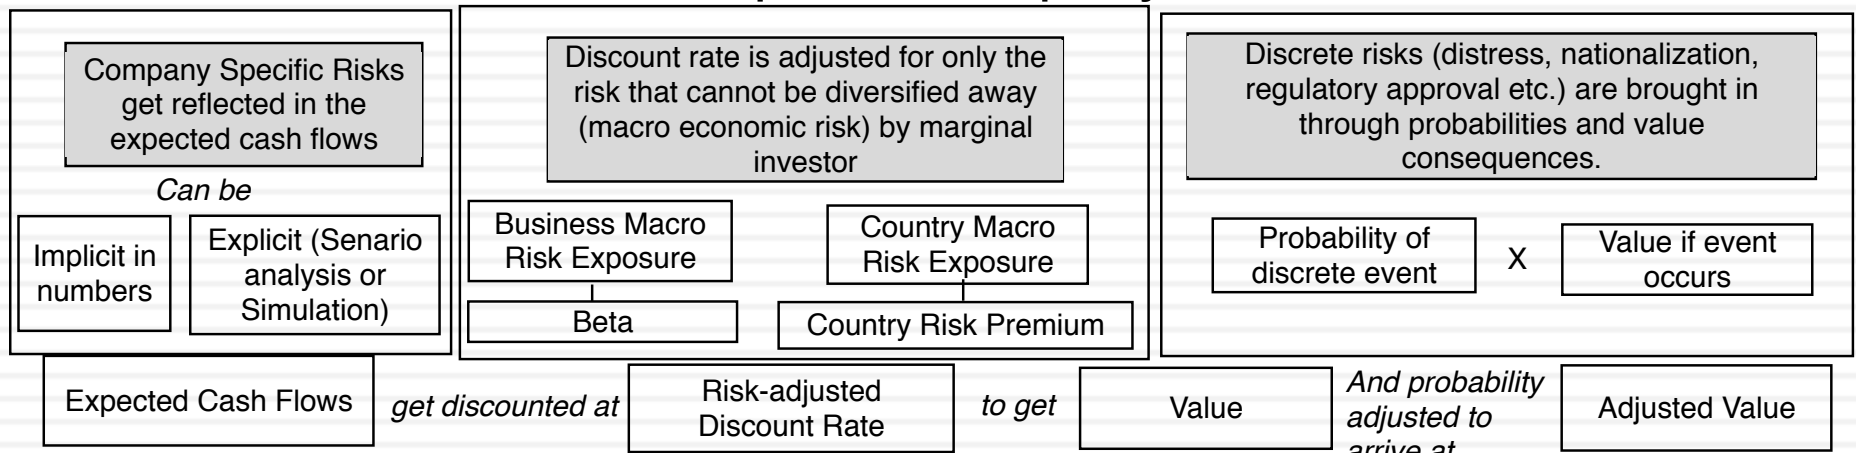 Company Specific Risks
get reflected in the
expected cash flows
Can be
Implicit in
numbers
Explicit (Senario
analysis or
Simulation)
Discount rate is adjusted for only the
risk that cannot be diversified away
(macro economic risk) by marginal
investor
Business Macro
Risk Exposure
Beta
Country Macro
Risk Exposure
Country Risk Premium
Discrete risks (distress, nationalization,
regulatory approval etc.) are brought in
through probabilities and value
consequences.
Probability of
discrete event
X
Value if event
occurs
Expected Cash Flows
get discounted at
Risk-adjusted
Discount Rate
to get
Value
And probability
adjusted to
arrive at
Adjusted Value